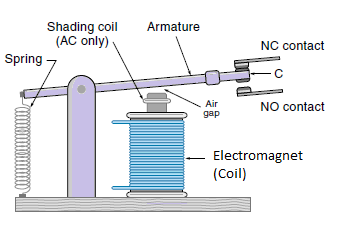 Shading coil
(AC only)
Armature
Spring
NC contact
C
Air
gap
NO contact
Electromagnet
(Coil)